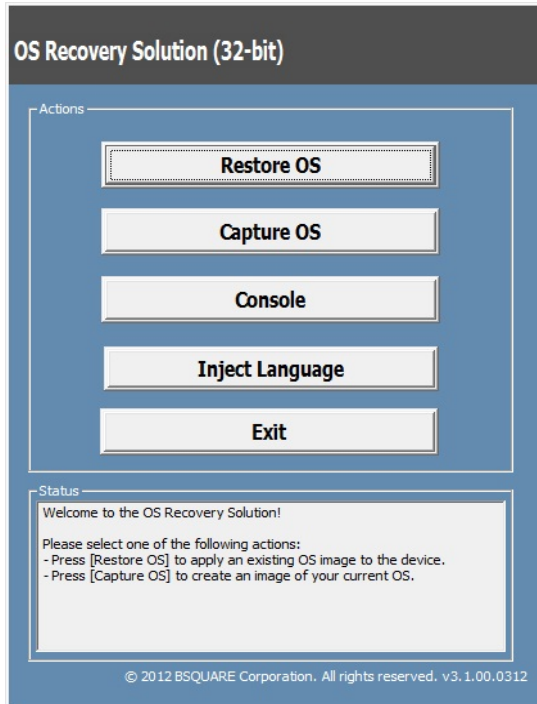 OS Recovery Solution (32-bit)
Actions
Restore OS
Capture OS
Console
Inject Language
Exit
Status
Welcome to the OS Recovery Solution!
Please select one of the following actions:
- Press [Restore OS] to apply an existing OS image to the device.
- Press [Capture OS] to create an image of your current OS.
© 2012 BSQUARE Corporation. All rights reserved. v3.1.00.0312